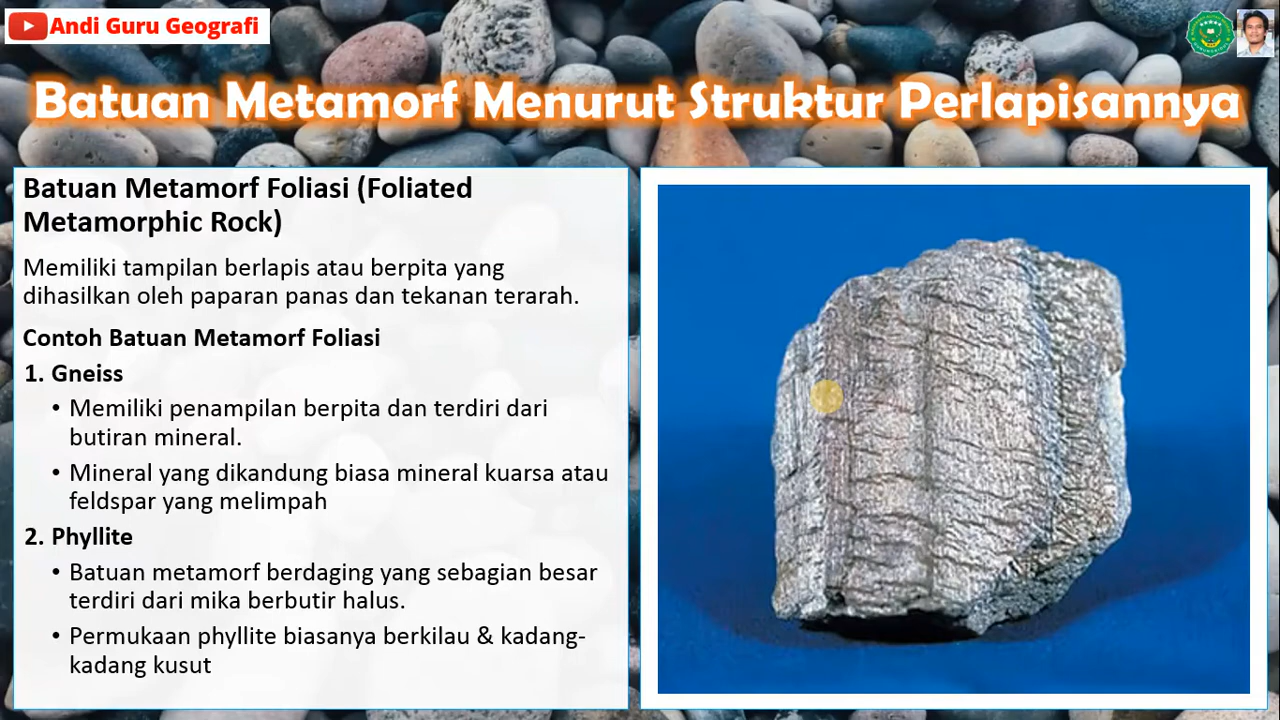 Andi Guru Geografi
Batuan Metamorf Menurut Struktur Perlapisannya
Batuan Metamorf Foliasi (Foliated
Metamorphic Rock)
Memiliki tampilan berlapis atau berpita yang
dihasilkan oleh paparan panas dan tekanan terarah.
Contoh Batuan Metamorf Foliasi
1. Gneiss
• Memiliki penampilan berpita dan terdiri dari
butiran mineral.
• Mineral yang dikandung biasa mineral kuarsa atau
feldspar yang melimpah
2. Phyllite
• Batuan metamorf berdaging yang sebagian besar
terdiri dari mika berbutir halus.
• Permukaan phyllite biasanya berkilau & kadang-
kadang kusut